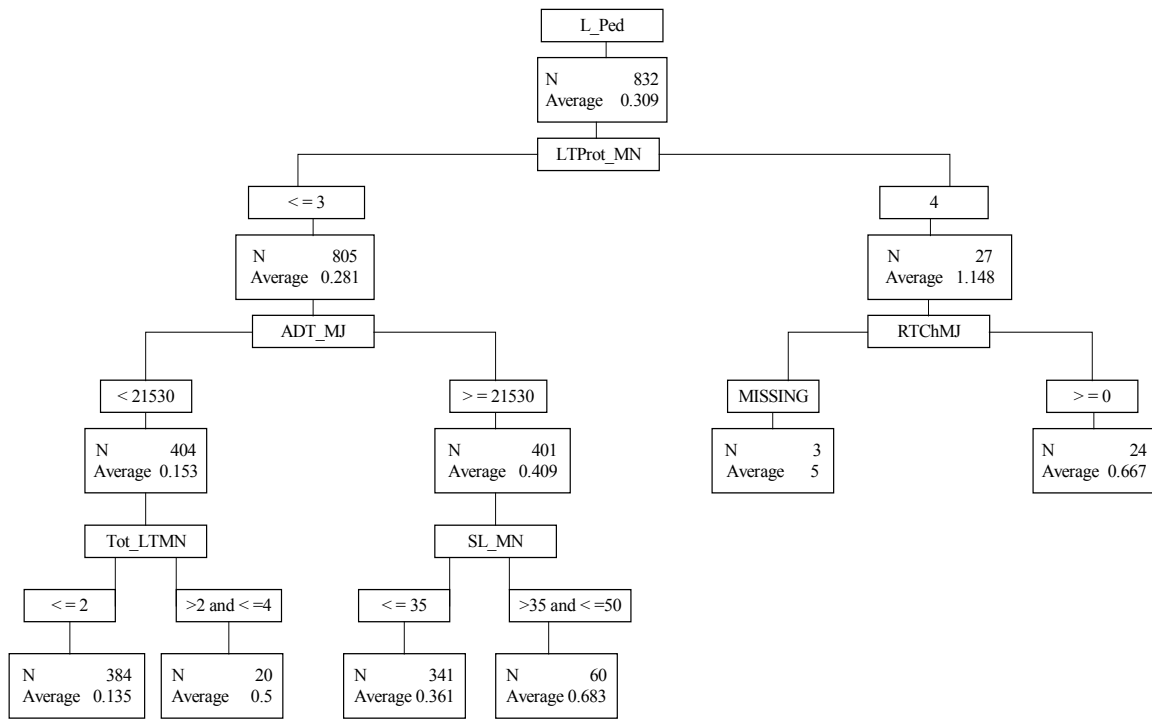 L_Ped
N 832
Average 0.309
LTProt_MN
< = 3
4
N 805
Average 0.281
N 27
Average 1.148
ADT_MJ
RTChMJ
< 21530
> = 21530
MISSING
> = 0
N 404
Average 0.153
N 401
Average 0.409
N 3
Average 5
N 24
Average 0.667
Tot_LTMN
SL_MN
< = 2
>2 and < =4
< = 35
>35 and < =50
N 384
Average 0.135
N 20
Average 0.5
N 341
Average 0.361
N 60
Average 0.683